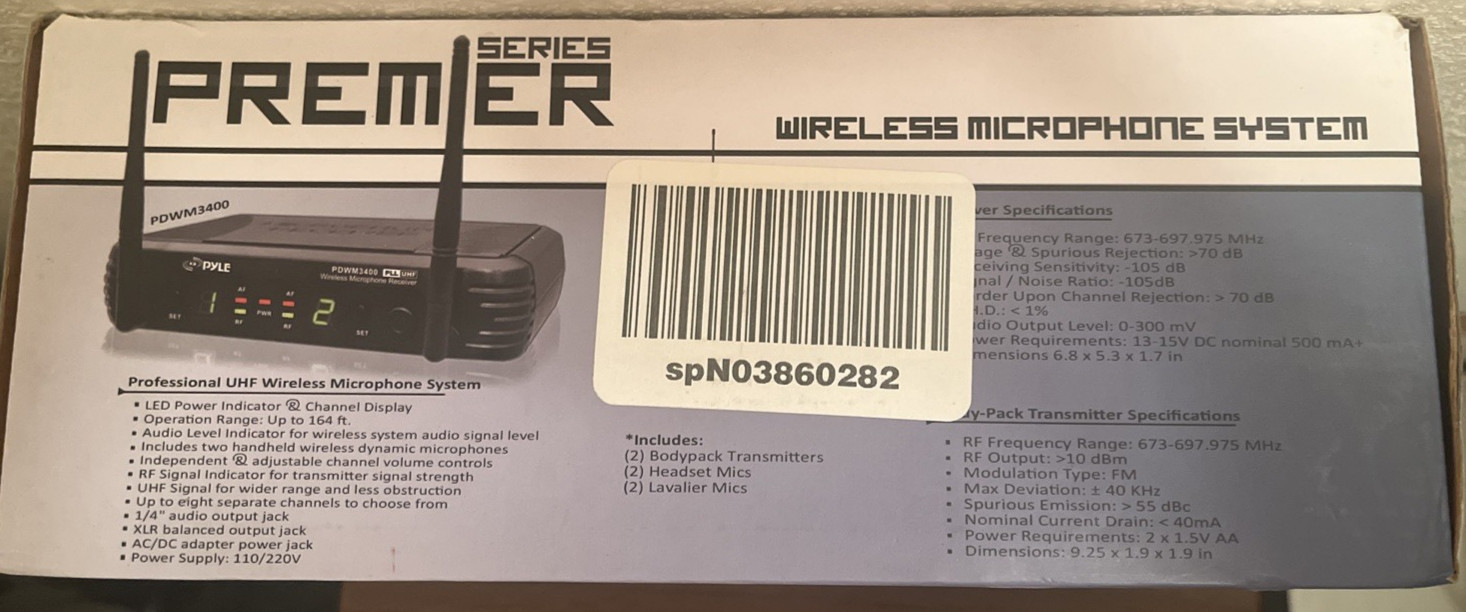 SERIES
PREMIER
WIRELESS MICROPHONE SYSTEM
PDWM3400
PYLE
PDWM3400 PLL UHF
Wireless Microphone Receiver
AF
AF
1
2
SET
PWR
SET
RF
RF
Professional UHF Wireless Microphone System
▪ LED Power Indicator & Channel Display
▪ Operation Range: Up to 164 ft.
▪ Audio Level Indicator for wireless system audio signal level
▪ Includes two handheld wireless dynamic microphones
▪ Independent & adjustable channel volume controls
▪ RF Signal Indicator for transmitter signal strength
▪ UHF Signal for wider range and less obstruction
▪ Up to eight separate channels to choose from
▪ 1/4" audio output jack
▪ XLR balanced output jack
▪ AC/DC adapter power jack
▪ Power Supply: 110/220V
spN03860282
*Includes:
(2) Bodypack Transmitters
(2) Headset Mics
(2) Lavalier Mics
Specifications
Frequency Range: 673-697.975 MHz
& Spurious Rejection: >70 dB
Sensitivity: -105 dB
/ Noise Ratio: -105dB
Upon Channel Rejection: > 70 dB
.D.: < 1%
Output Level: 0-300 mV
Requirements: 13-15V DC nominal 500 mA+
6.8 x 5.3 x 1.7 in
y-Pack Transmitter Specifications
▪ RF Frequency Range: 673-697.975 MHz
▪ RF Output: >10 dBm
▪ Modulation Type: FM
▪ Max Deviation: ± 40 KHz
▪ Spurious Emission: > 55 dBc
▪ Nominal Current Drain: < 40mA
▪ Power Requirements: 2 x 1.5V AA
▪ Dimensions: 9.25 x 1.9 x 1.9 in